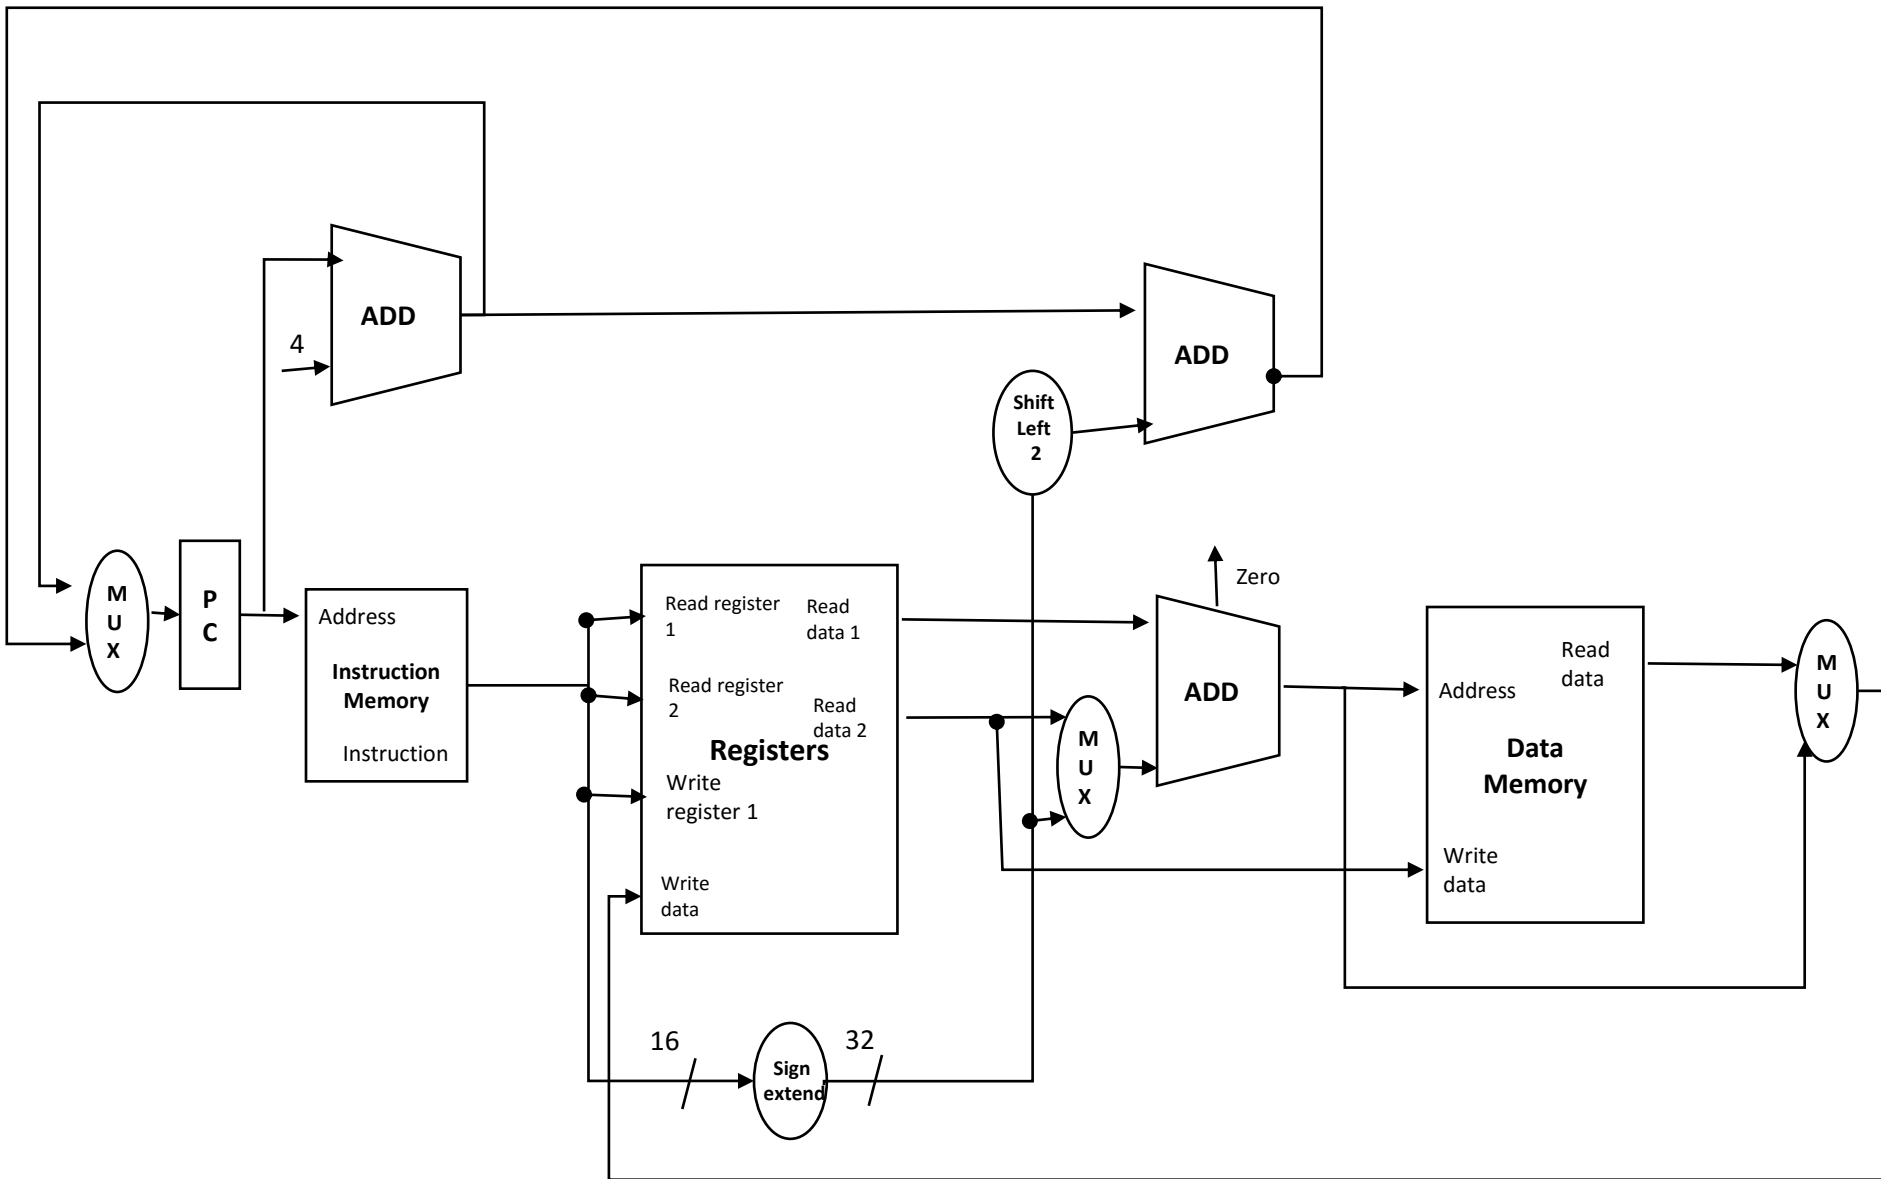 ADD
4
ADD
Shift
Left
2
M
U
X
P
C
Address
Instruction
Memory
Instruction
Read register
1
Read
data 1
Read register
2
Read
data 2
Registers
Write
register 1
Write
data
Zero
ADD
M
U
X
Address
Read
data
Data
Memory
Write
data
M
U
X
16
Sign
extend
32